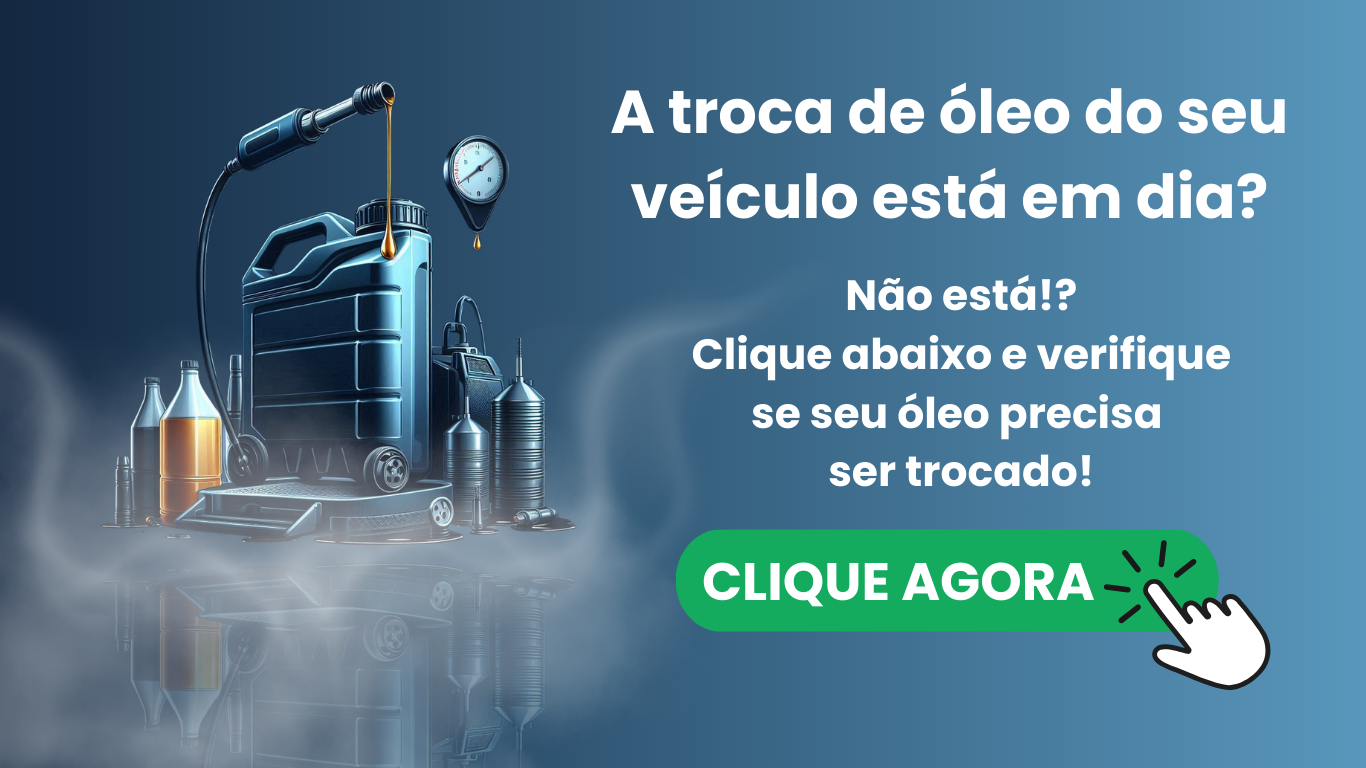 A troca de óleo do seu
veículo está em dia?
Não está!?
Clique abaixo e verifique
se seu óleo precisa
ser trocado!
CLIQUE AGORA